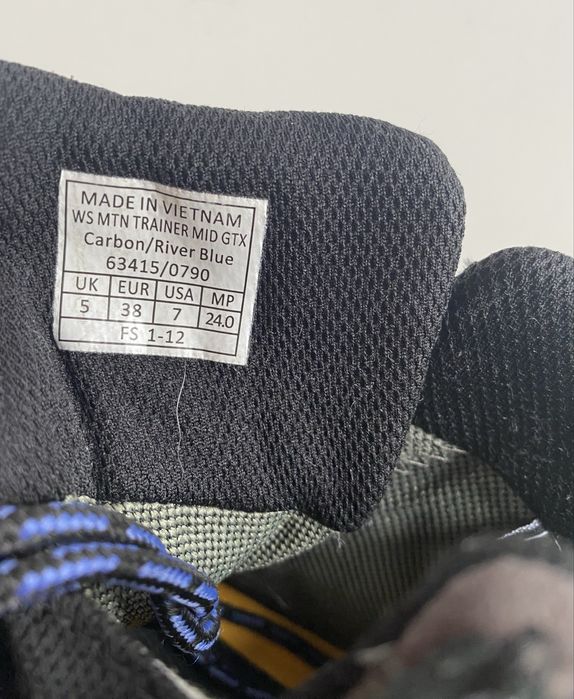 MADE IN VIETNAM
WS MTN TRAINER MID GTX
Carbon/River Blue
63415/0790
UK EUR USA MP
5 38 7 24.0
FS 1-12